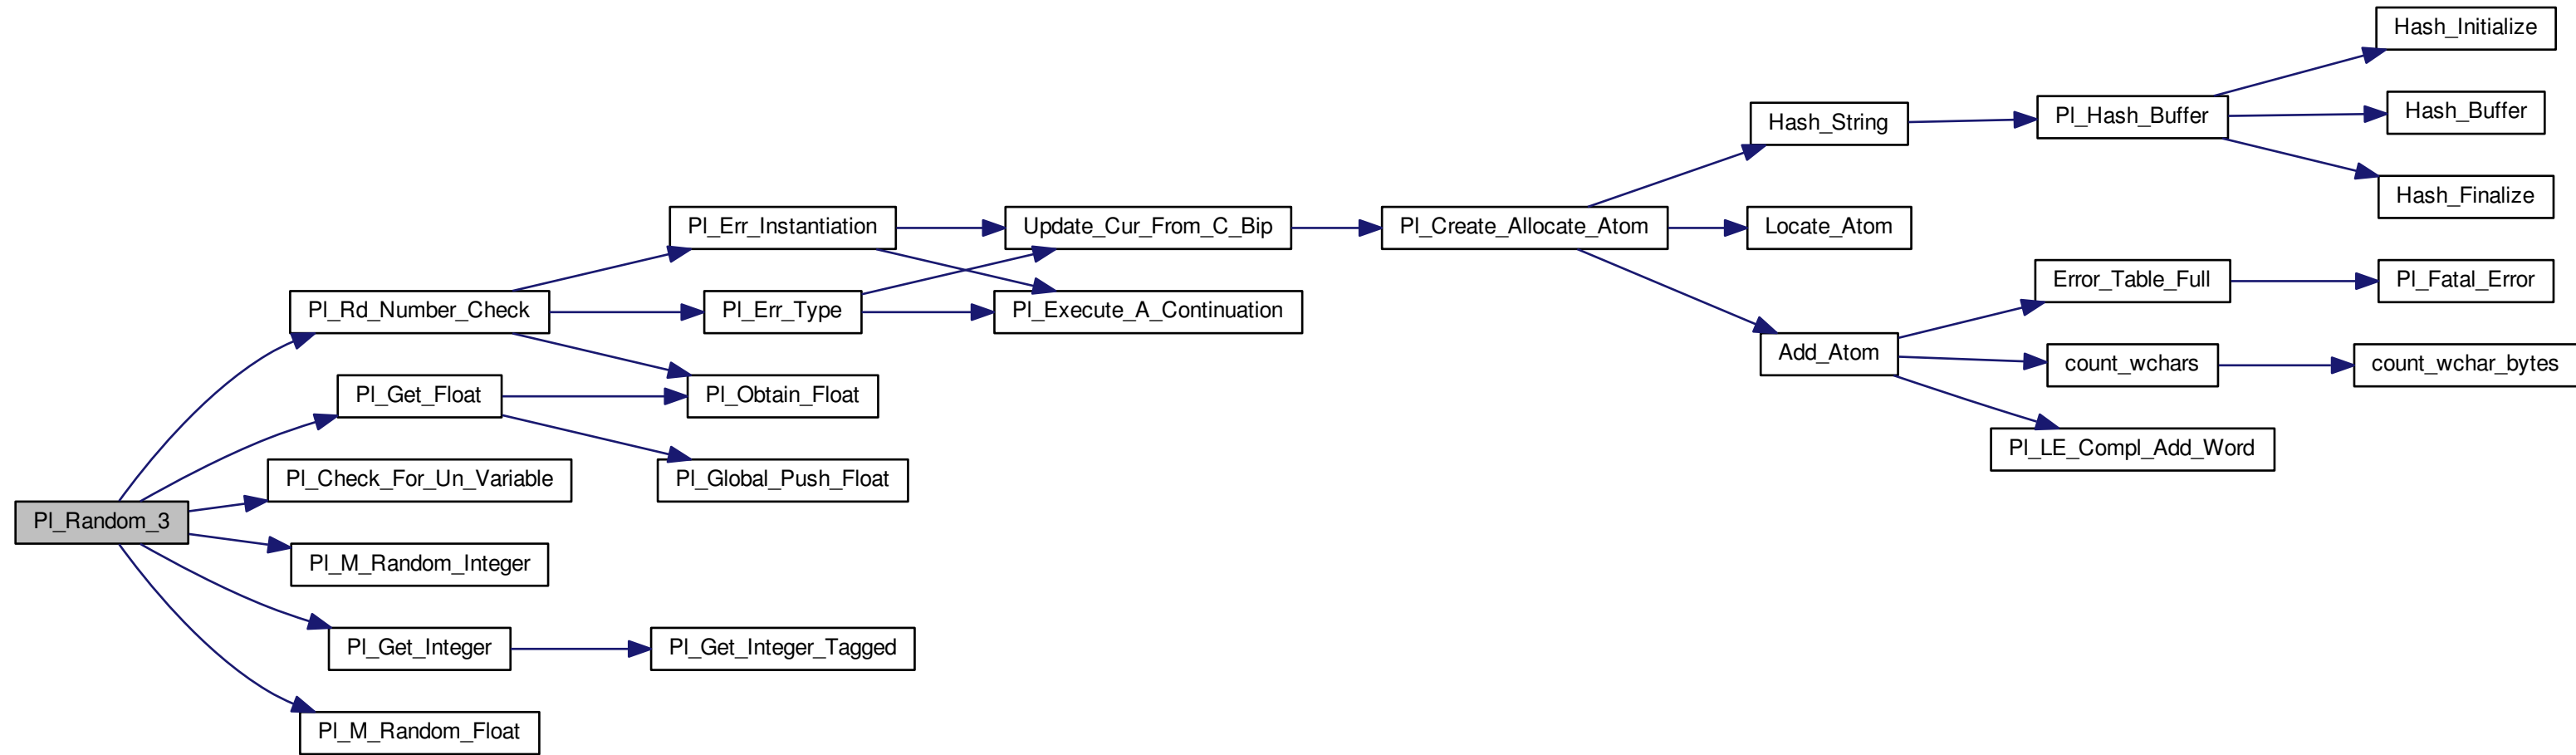 Hash_Initialize
Hash_Buffer
Hash_String
Pl_Hash_Buffer
Hash_Finalize
Pl_Err_Instantiation
Update_Cur_From_C_Bip
Pl_Create_Allocate_Atom
Locate_Atom
Error_Table_Full
Pl_Fatal_Error
Pl_Rd_Number_Check
Pl_Err_Type
Pl_Execute_A_Continuation
Add_Atom
count_wchars
count_wchar_bytes
Pl_Get_Float
Pl_Obtain_Float
Pl_LE_Compl_Add_Word
Pl_Check_For_Un_Variable
Pl_Global_Push_Float
Pl_Random_3
Pl_M_Random_Integer
Pl_Get_Integer
Pl_Get_Integer_Tagged
Pl_M_Random_Float